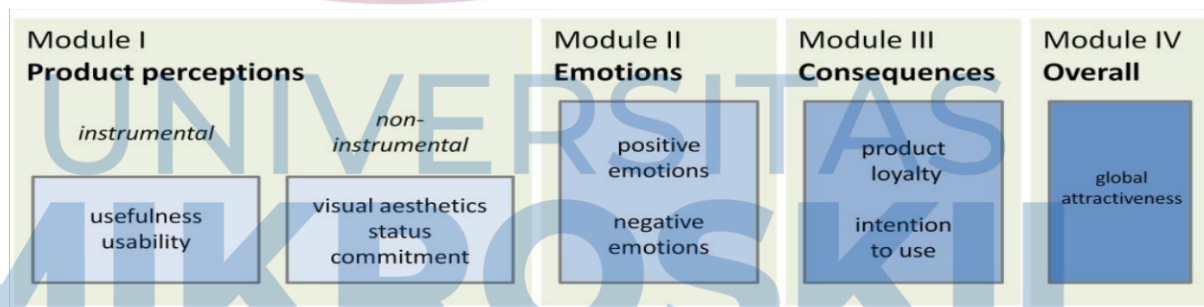 Module I
Product perceptions
instrumental
non-
instrumental
usefulness
usability
visual aesthetics
status
commitment
Module II
Emotions
positive
emotions
negative
emotions
Module III
Consequences
product
loyalty
intention
to use
Module IV
Overall
global
attractiveness
UNIVERSITAS
MIKROSKIL